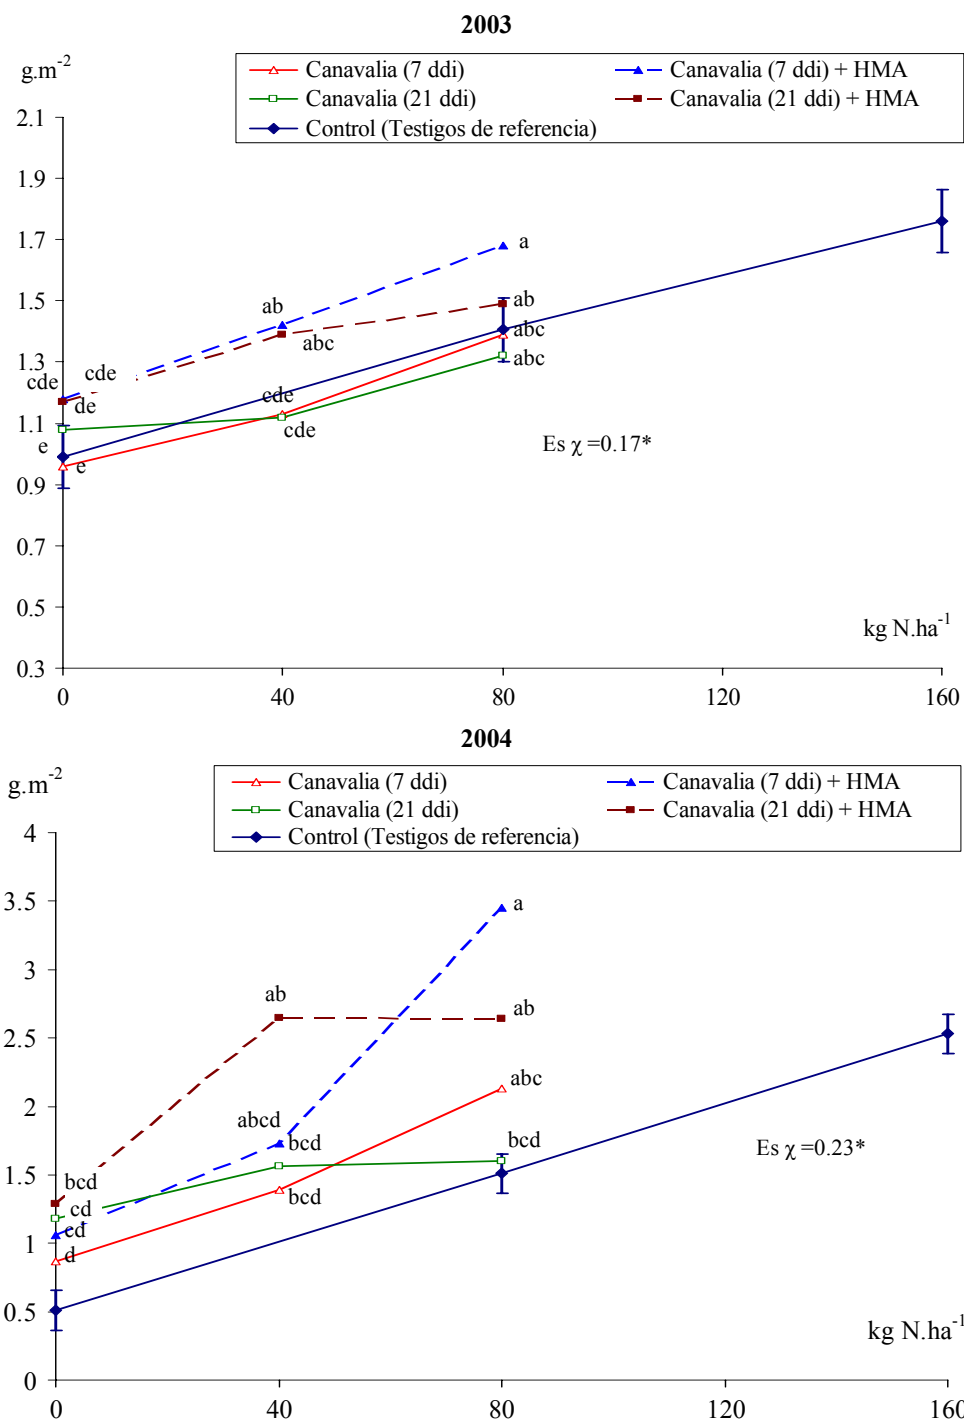 2003
g.m-2
Canavalia (7 ddi)
Canavalia (7 ddi) + HMA
Canavalia (21 ddi)
Canavalia (21 ddi) + HMA
Control (Testigos de referencia)
2.1
1.9
1.7
1.5
1.3
1.1
0.9
0.7
0.5
0.3
a
ab
ab
abc
abc
abc
cde
cde
de
cde
cde
e
e
Es χ =0.17*
kg N.ha-1
0 40 80 120 160
2004
g.m-2
Canavalia (7 ddi)
Canavalia (7 ddi) + HMA
Canavalia (21 ddi)
Canavalia (21 ddi) + HMA
Control (Testigos de referencia)
4
3.5
3
2.5
2
1.5
1
0.5
0
a
ab
ab
abc
abcd
bcd
bcd
bcd
bcd
cd
cd
d
Es χ =0.23*
kg N.ha-1
0 40 80 120 160